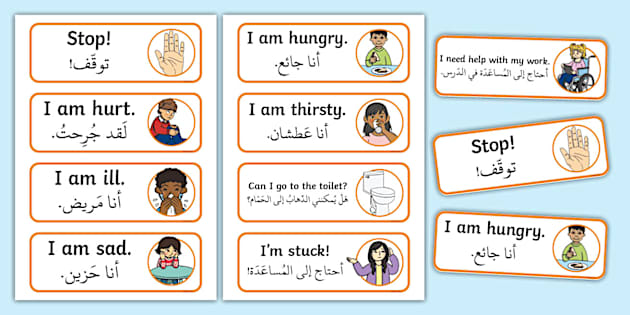 Stop!
توقّف!
I am hurt.
لَقد جُرِحتُ.
I am ill.
أنا مَريض.
I am sad.
أنا حَزين.
I am hungry.
أنا جائع.
I am thirsty.
أنا عَطشان.
Can I go to the toilet?
هَل يُمكنني الذّهابُ إلى الحَمّام؟
I'm stuck!
أحتاج إلى المُساعَدَة!
I need help with my work.
أحتاج إلى المُساعَدَة في الدّرس.
Stop!
توقّف!
I am hungry.
أنا جائع.